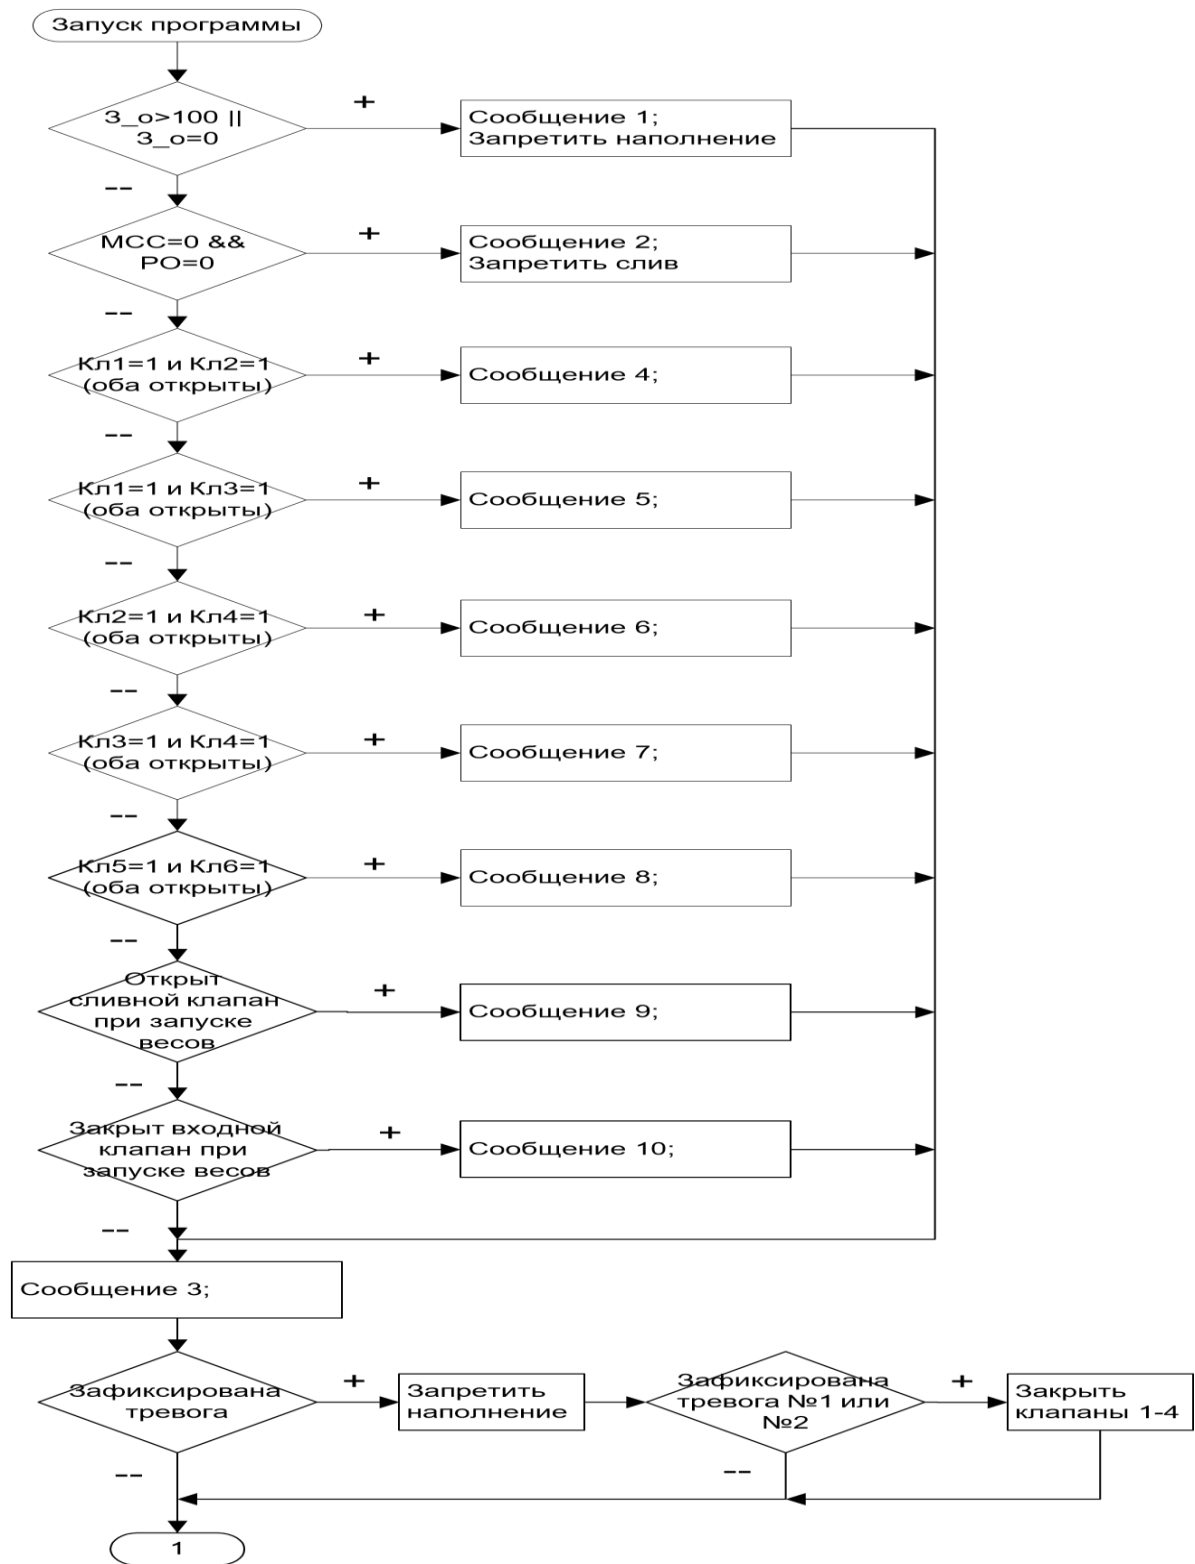 Запуск программы
З_о>100 ||
З_о=0
+
Сообщение 1;
Запретить наполнение
--
МСС=0 &&
РО=0
+
Сообщение 2;
Запретить слив
--
Кл1=1 и Кл2=1
(оба открыты)
+
Сообщение 4;
--
Кл1=1 и Кл3=1
(оба открыты)
+
Сообщение 5;
--
Кл2=1 и Кл4=1
(оба открыты)
+
Сообщение 6;
--
Кл3=1 и Кл4=1
(оба открыты)
+
Сообщение 7;
--
Кл5=1 и Кл6=1
(оба открыты)
+
Сообщение 8;
--
Открыт
сливной клапан
при запуске
весов
+
Сообщение 9;
--
Закрыт входной
клапан при
запуске весов
+
Сообщение 10;
--
Сообщение 3;
Зафиксирована
тревога
+
Запретить
наполнение
Зафиксирована
тревога №1 или
№2
+
Закрыть
клапаны 1-4
--
--
1